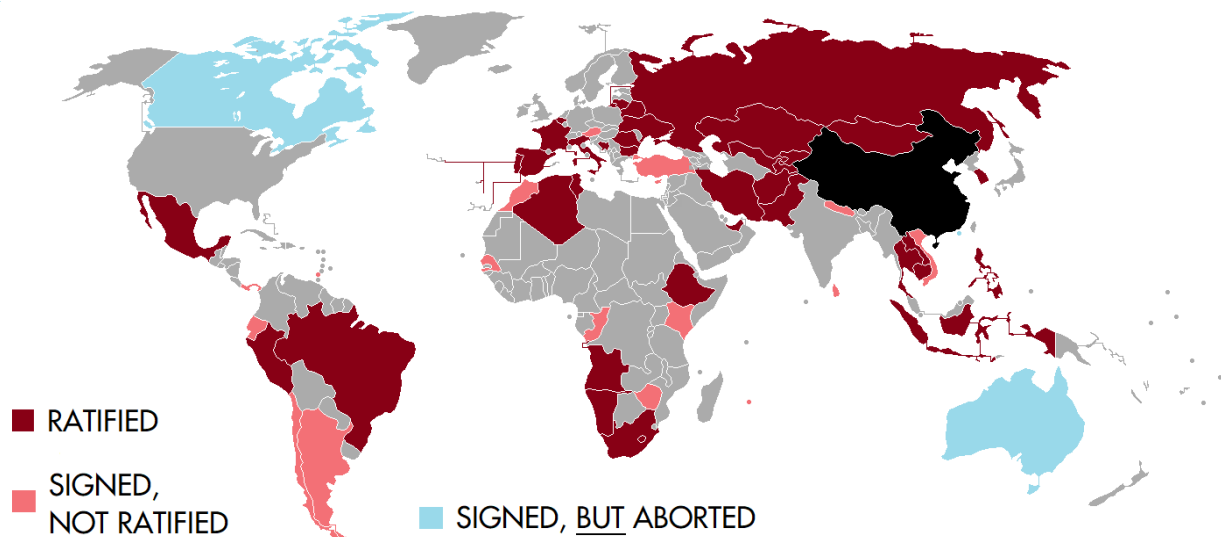 RATIFIED
SIGNED,
NOT RATIFIED
SIGNED, BUT ABORTED